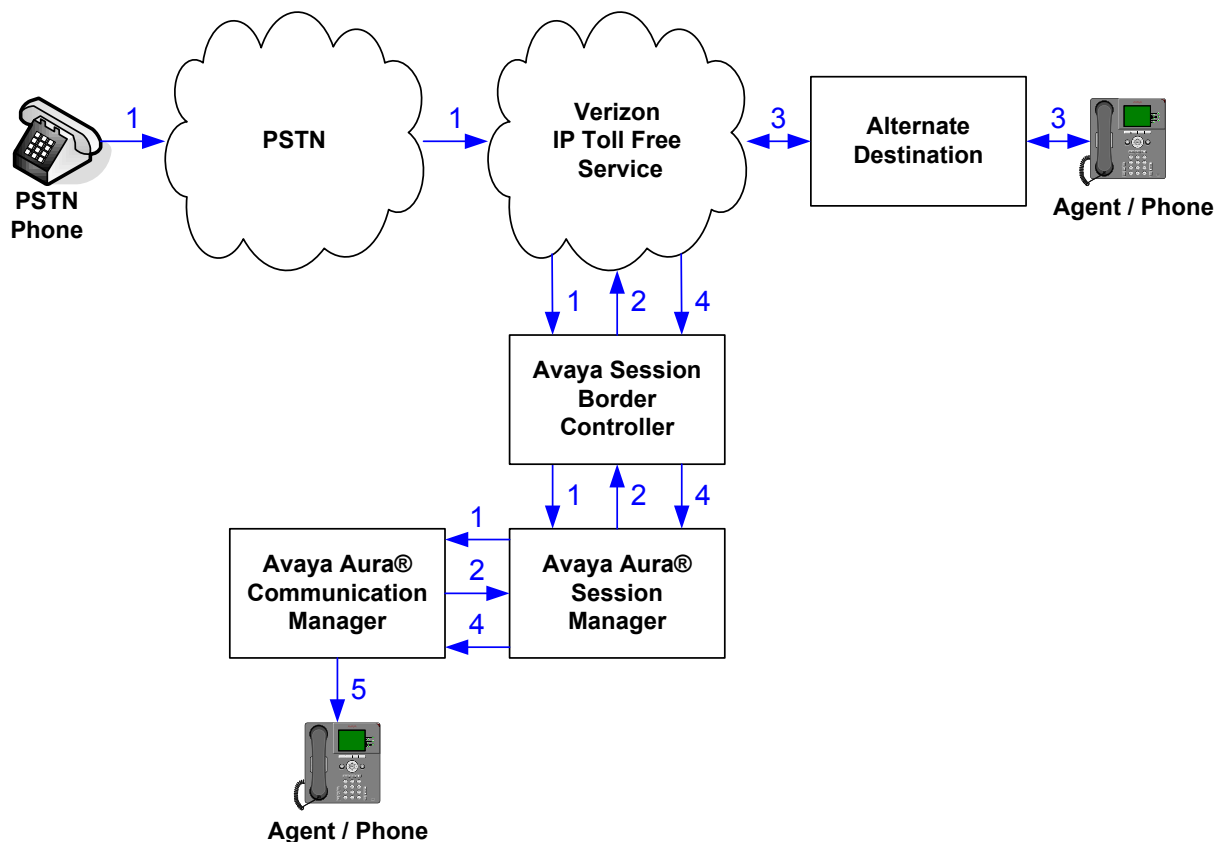 1
PSTN
Phone
PSTN
1
Verizon
IP Toll Free
Service
3
Alternate
Destination
3
Agent / Phone
1
2
4
Avaya Session
Border
Controller
1
2
4
Avaya Aura®
Communication
Manager
1
2
4
Avaya Aura®
Session
Manager
5
Agent / Phone